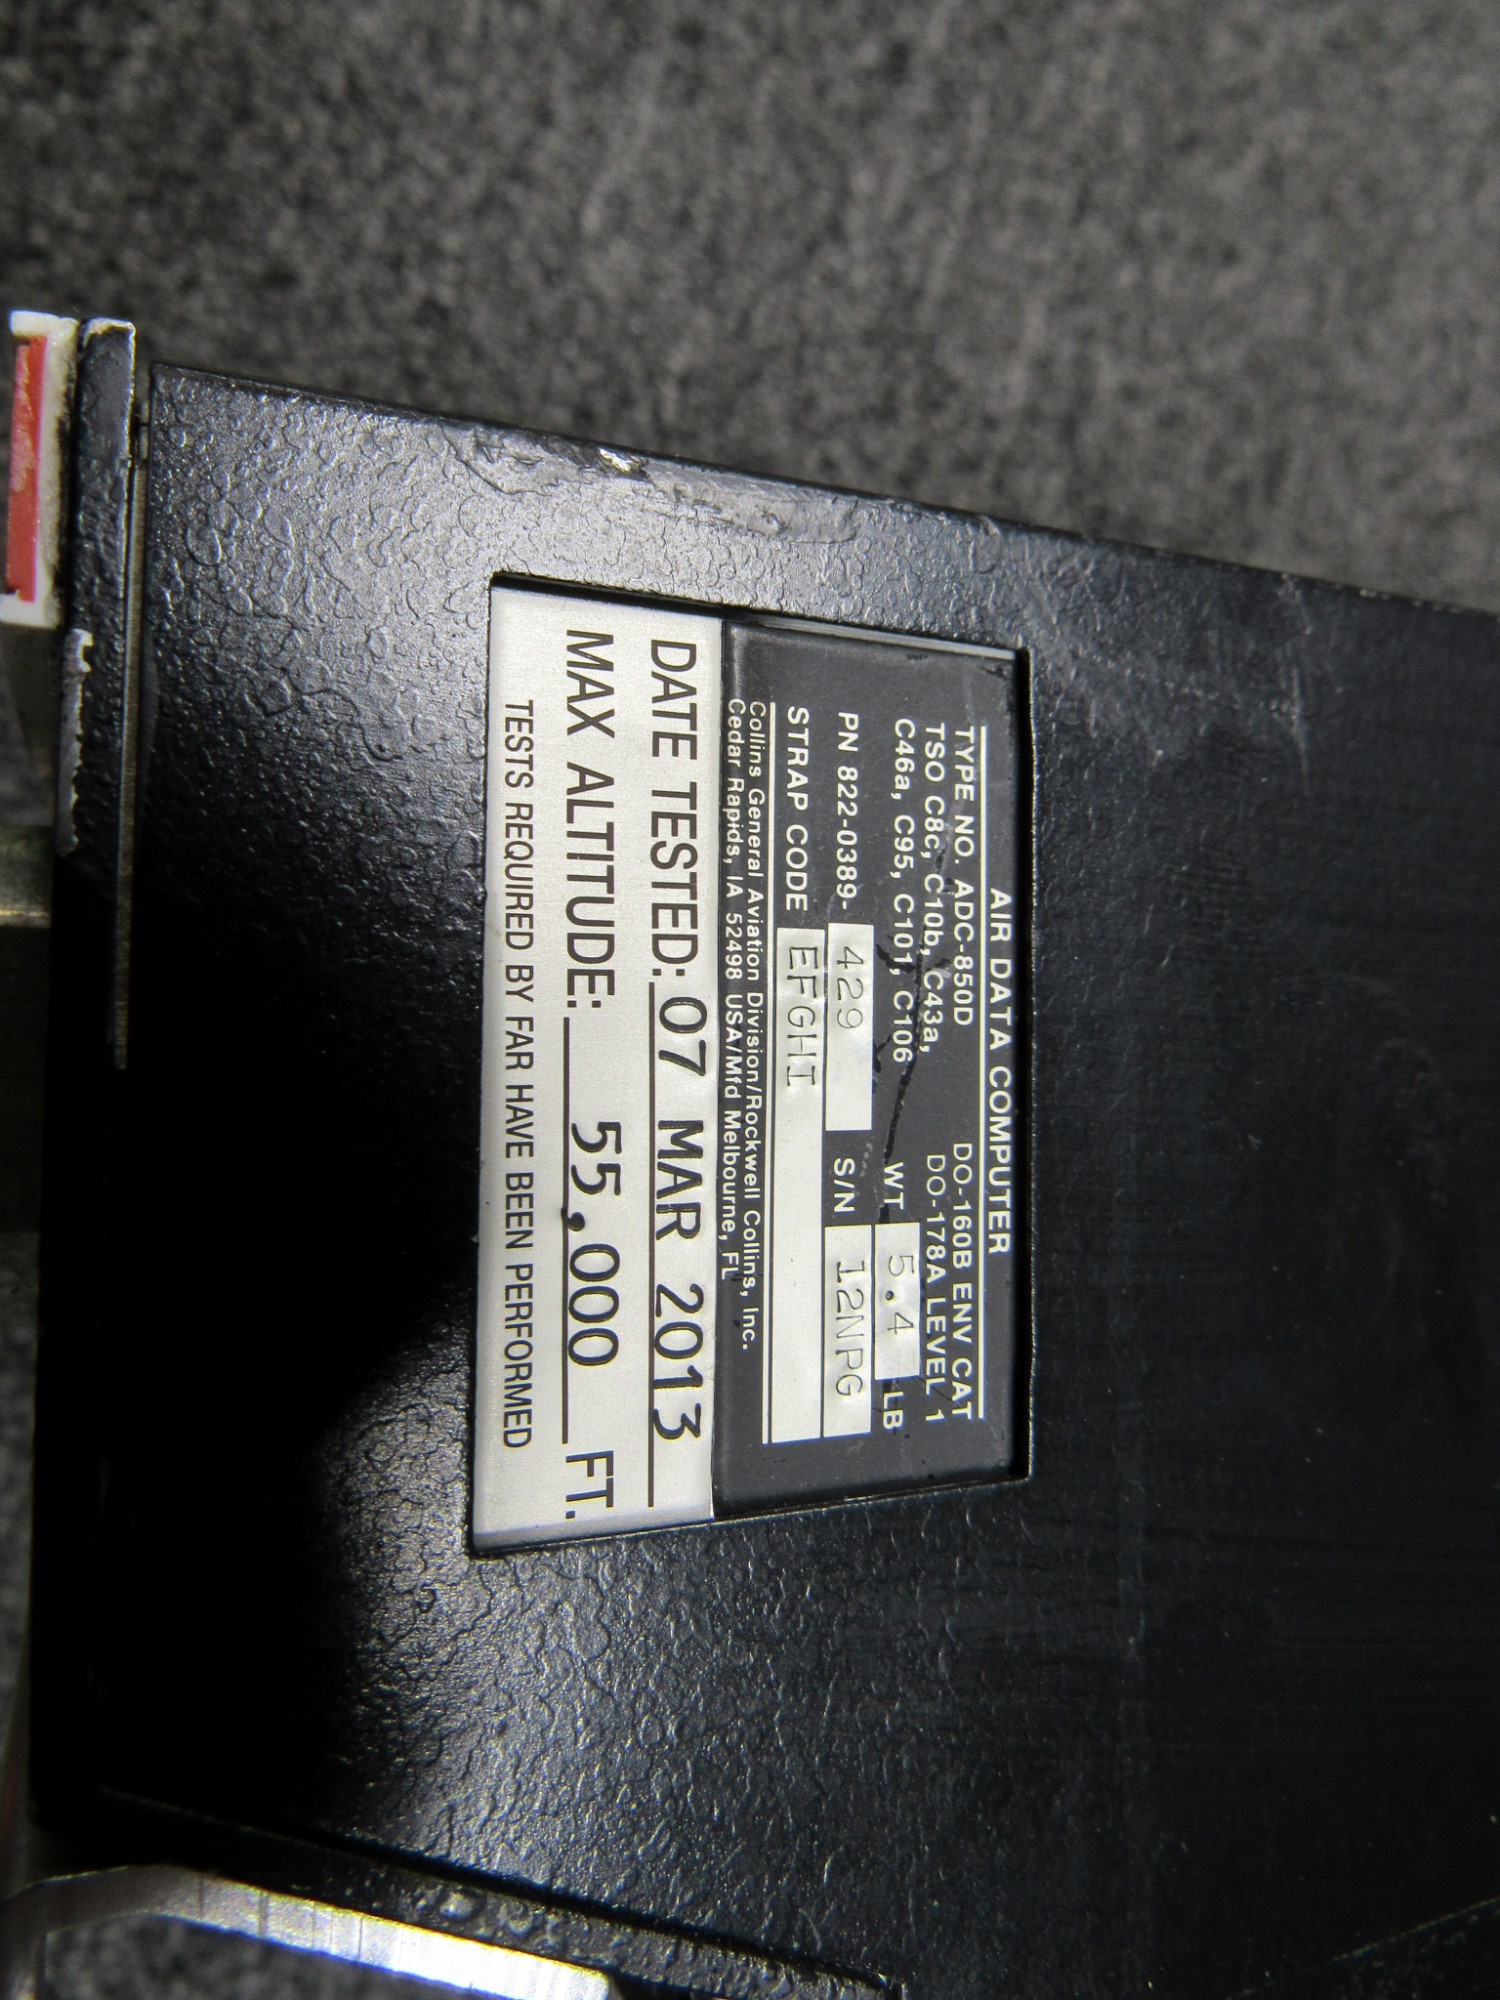 AIR DATA COMPUTER
TYPE NO. ADC-850D DO-160B ENV CAT
TSO C8c, C10b, C43a, DO-178A LEVEL 1
C46a, C95, C101, C106 WT 5.4 LB
PN 822-0389- 429 S/N 12NPG
STRAP CODE EFGHI
Collins General Aviation Division/Rockwell Collins, Inc.
Cedar Rapids, IA 52498 USA/Mfd Melbourne, FL
DATE TESTED: 07 MAR 2013
MAX ALTITUDE: 55,000 FT.
TESTS REQUIRED BY FAR HAVE BEEN PERFORMED